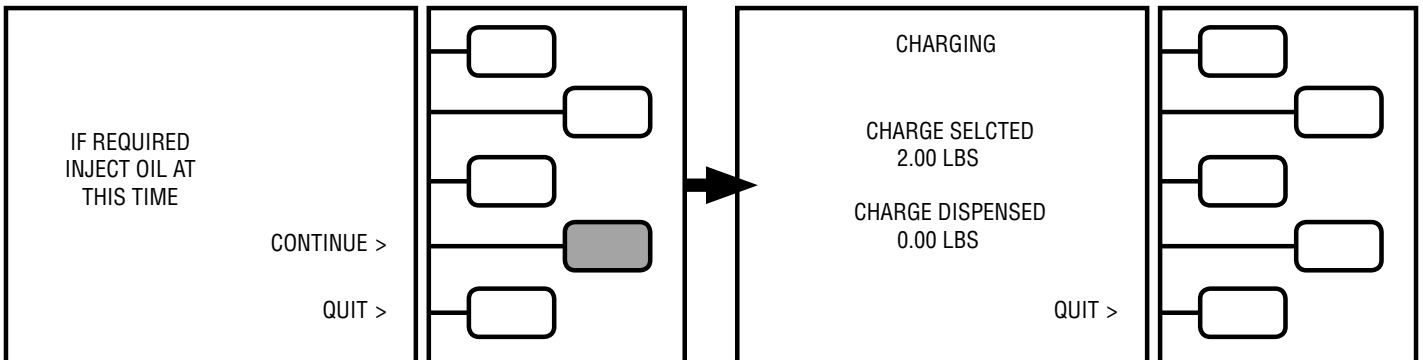 IF REQUIRED
INJECT OIL AT
THIS TIME
CONTINUE >
QUIT >
CHARGING
CHARGE SELCTED
2.00 LBS
CHARGE DISPENSED
0.00 LBS
QUIT >